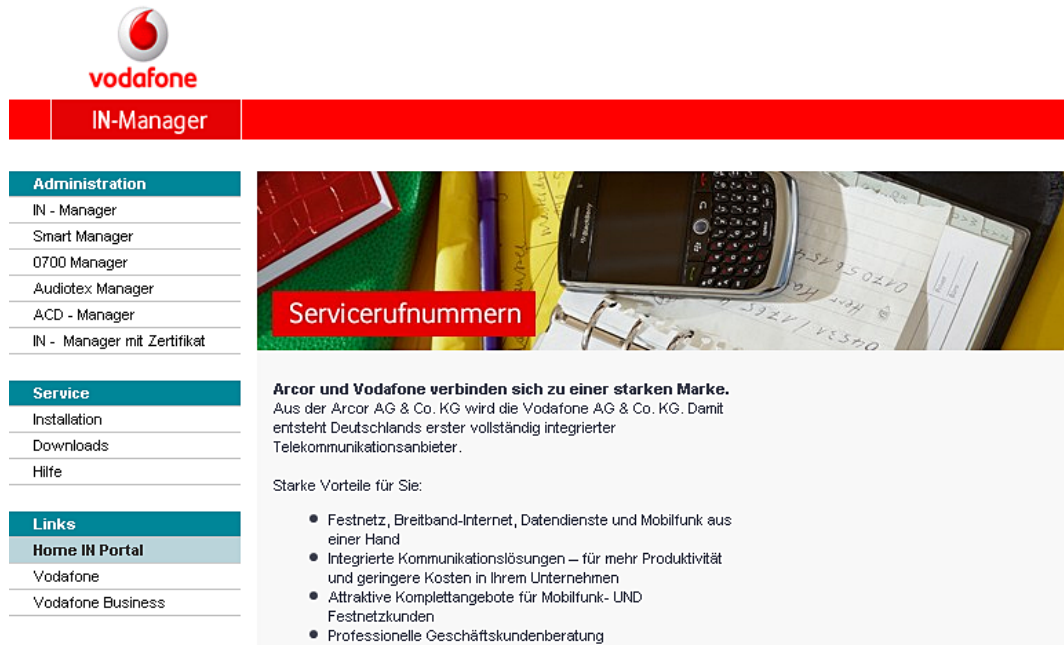 vodafone
IN-Manager
Administration
IN - Manager
Smart Manager
0700 Manager
Audiotex Manager
ACD - Manager
IN - Manager mit Zertifikat
Service
Installation
Downloads
Hilfe
Links
Home IN Portal
Vodafone
Vodafone Business
BlackBerry
Servicerufnummern
Arcor und Vodafone verbinden sich zu einer starken Marke.
Aus der Arcor AG & Co. KG wird die Vodafone AG & Co. KG. Damit
entsteht Deutschlands erster vollständig integrierter
Telekommunikationsanbieter.
Starke Vorteile für Sie:
Festnetz, Breitband-Internet, Datendienste und Mobilfunk aus
einer Hand
Integrierte Kommunikationslösungen – für mehr Produktivität
und geringere Kosten in Ihrem Unternehmen
Attraktive Komplettangebote für Mobilfunk- UND
Festnetzkunden
Professionelle Geschäftskundenberatung